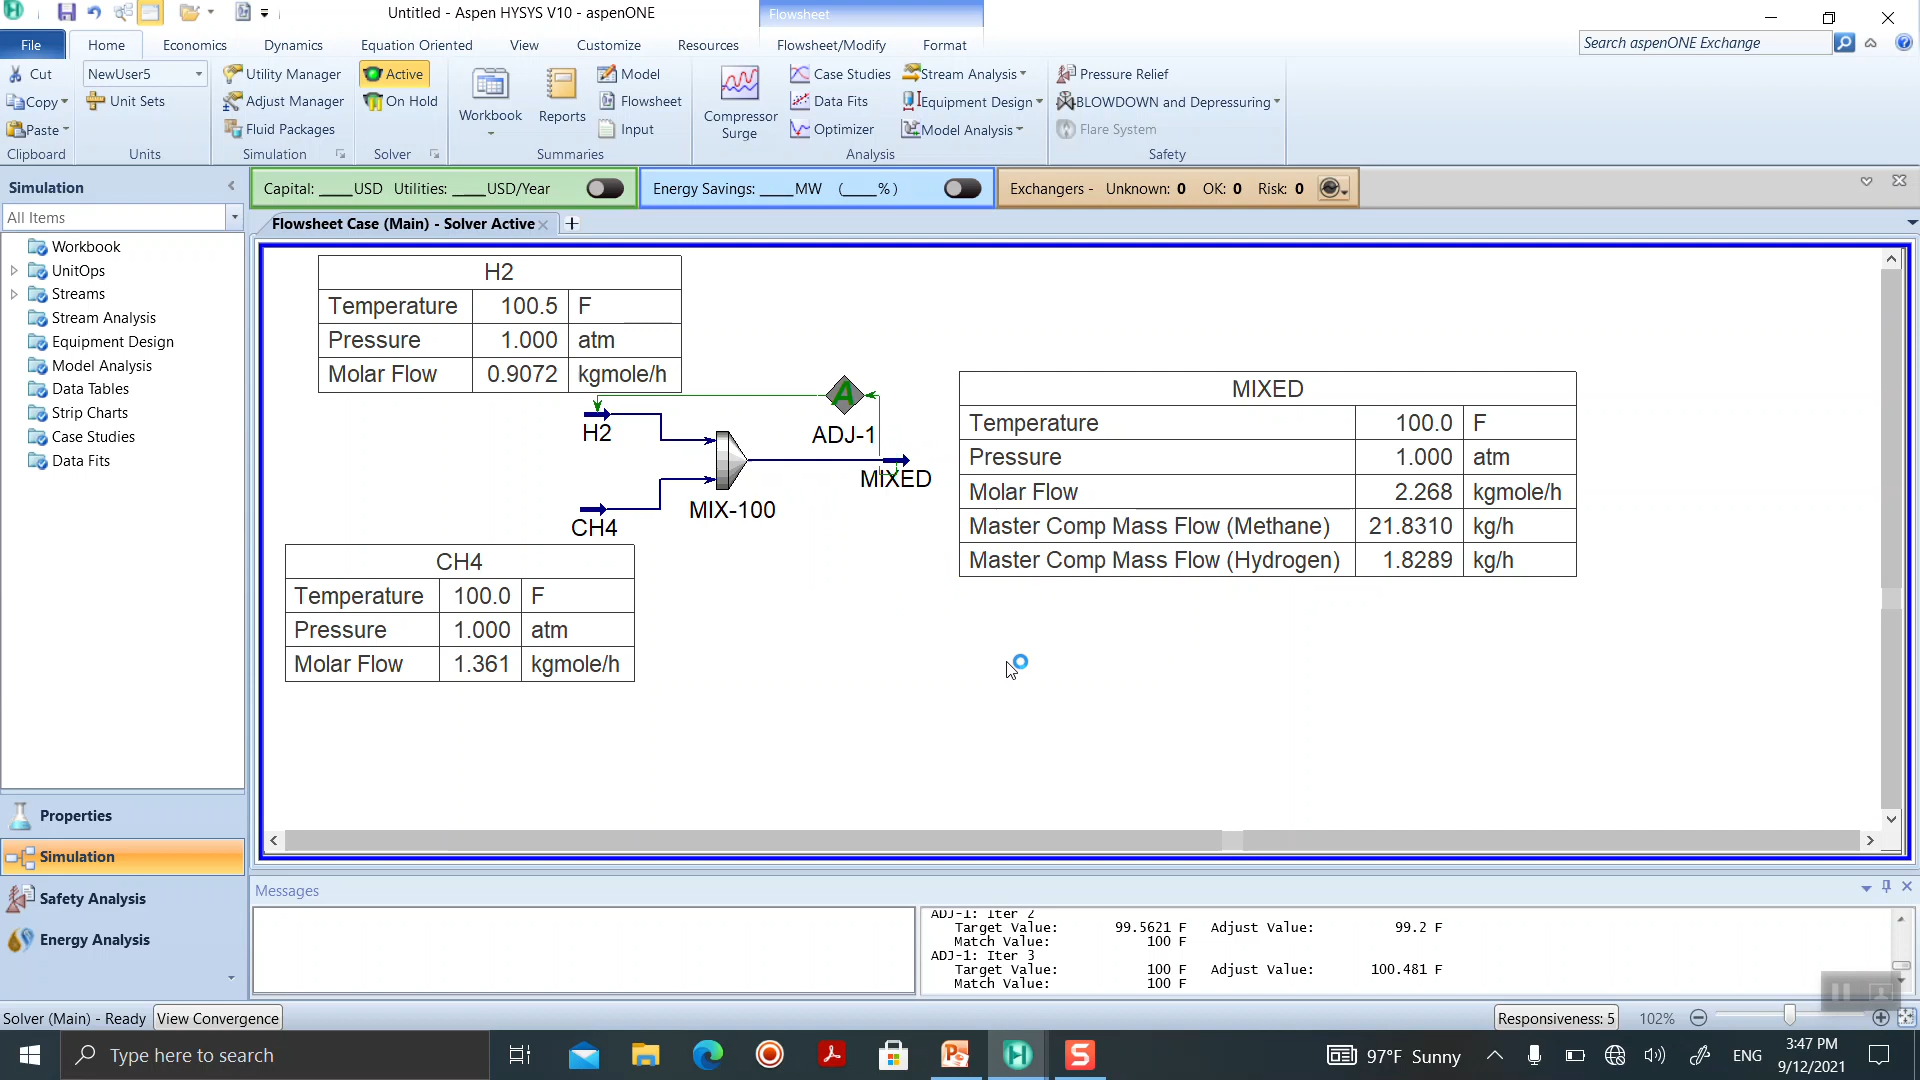 Untitled - Aspen HYSYS V10 - aspenONE
Flowsheet
File Home Economics Dynamics Equation Oriented View Customize Resources Flowsheet/Modify Format
Search aspenONE Exchange
Cut
Copy
Paste
Clipboard
NewUser5
Unit Sets
Units
Utility Manager
Adjust Manager
Fluid Packages
Simulation
Active
On Hold
Solver
Workbook
Reports
Model
Flowsheet
Input
Summaries
Compressor
Surge
Case Studies
Data Fits
Optimizer
Stream Analysis
Equipment Design
Model Analysis
Analysis
Pressure Relief
BLOWDOWN and Depressuring
Flare System
Safety
Capital: ____USD Utilities: ____USD/Year
Energy Savings: ____MW (____%)
Exchangers - Unknown: 0 OK: 0 Risk: 0
Simulation
All Items
Workbook
UnitOps
Streams
Stream Analysis
Equipment Design
Model Analysis
Data Tables
Strip Charts
Case Studies
Data Fits
Properties
Simulation
Safety Analysis
Energy Analysis
Flowsheet Case (Main) - Solver Active
H2
Temperature 100.5 F
Pressure 1.000 atm
Molar Flow 0.9072 kgmole/h
A
H2
ADJ-1
MIXED
MIX-100
CH4
MIXED
Temperature 100.0 F
Pressure 1.000 atm
Molar Flow 2.268 kgmole/h
Master Comp Mass Flow (Methane) 21.8310 kg/h
Master Comp Mass Flow (Hydrogen) 1.8289 kg/h
CH4
Temperature 100.0 F
Pressure 1.000 atm
Molar Flow 1.361 kgmole/h
Messages
ADJ-1: Iter 2
Target Value: 99.5621 F Adjust Value: 99.2 F
Match Value: 100 F
ADJ-1: Iter 3
Target Value: 100 F Adjust Value: 100.481 F
Match Value: 100 F
Solver (Main) - Ready View Convergence
Responsiveness: 5 102%
Type here to search
97°F Sunny
ENG
3:47 PM
9/12/2021